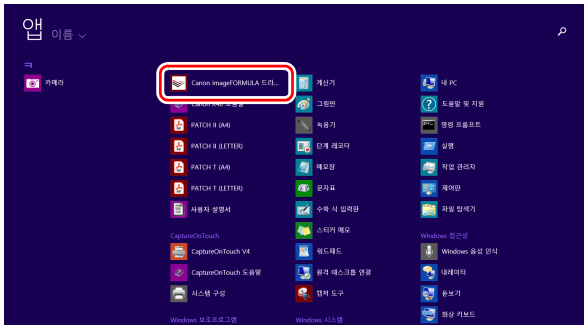 앱 이름
ㅋ
카메라
Canon imageFORMULA 드라...
Canon R40 도움말
PATCH II (A4)
PATCH II (LETTER)
PATCH T (A4)
PATCH T (LETTER)
사용자 설명서
CaptureOnTouch
CaptureOnTouch V4
CaptureOnTouch 도움말
시스템 구성
Windows 보조프로그램
계산기
그림판
녹음기
단계 레코더
메모장
문자표
수학 식 입력판
스티커 메모
워드패드
원격 데스크톱 연결
캡처 도구
Windows 시스템
내 PC
도움말 및 지원
명령 프롬프트
실행
작업 관리자
제어판
파일 탐색기
Windows 접근성
Windows 음성 인식
내레이터
돋보기
화상 키보드